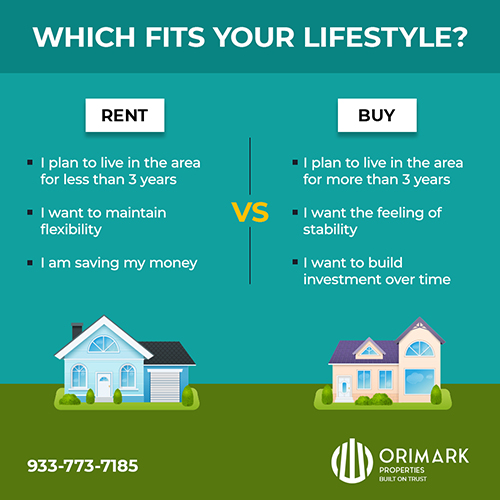 WHICH FITS YOUR LIFESTYLE?
RENT
I plan to live in the area
for less than 3 years
I want to maintain
flexibility
I am saving my money
VS
BUY
I plan to live in the area
for more than 3 years
I want the feeling of
stability
I want to build
investment over time
933-773-7185
ORIMARK
PROPERTIES
BUILT ON TRUST